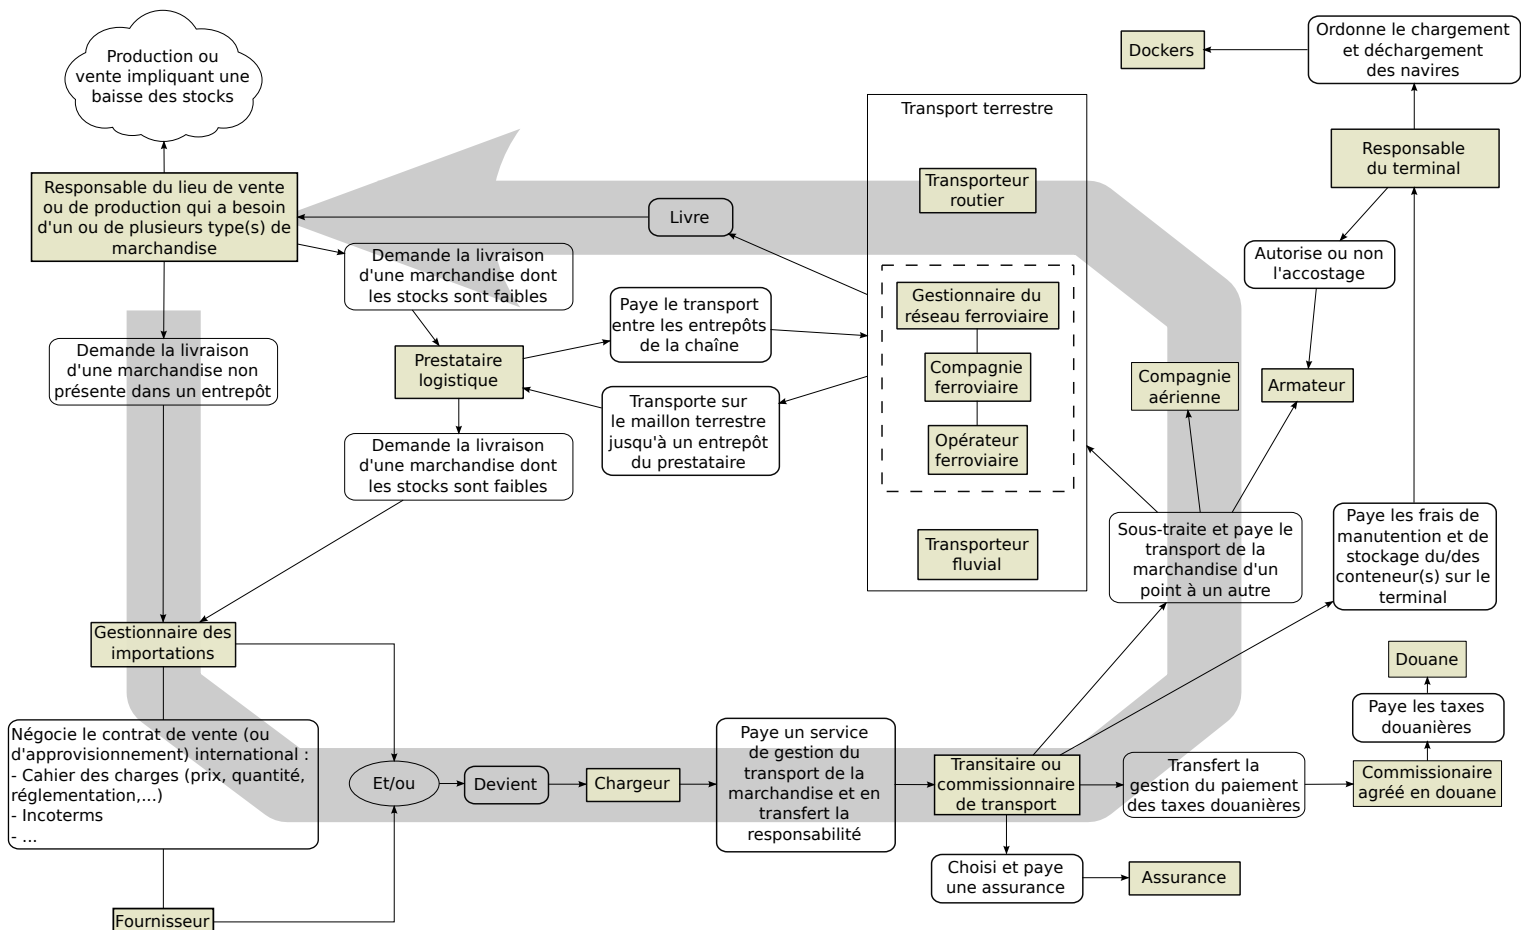 Production ou
vente impliquant une
baisse des stocks
Responsable du lieu de vente
ou de production qui a besoin
d'un ou de plusieurs type(s) de
marchandise
Demande la livraison
d'une marchandise non
présente dans un entrepôt
Demande la livraison
d'une marchandise dont
les stocks sont faibles
Prestataire
logistique
Demande la livraison
d'une marchandise dont
les stocks sont faibles
Livre
Paye le transport
entre les entrepôts
de la chaîne
Transporte sur
le maillon terrestre
jusqu'à un entrepôt
du prestataire
Transport terrestre
Transporteur
routier
Gestionnaire du
réseau ferroviaire
Compagnie
ferroviaire
Opérateur
ferroviaire
Transporteur
fluvial
Dockers
Ordonne le chargement
et déchargement
des navires
Responsable
du terminal
Autorise ou non
l'accostage
Compagnie
aérienne
Armateur
Sous-traite et paye le
transport de la
marchandise d'un
point à un autre
Paye les frais de
manutention et de
stockage du/des
conteneur(s) sur le
terminal
Gestionnaire des
importations
Négocie le contrat de vente (ou
d'approvisionnement) international :
- Cahier des charges (prix, quantité,
réglementation,...)
- Incoterms
- ...
Fournisseur
Et/ou
Devient
Chargeur
Paye un service
de gestion du
transport de la
marchandise et en
transfert la
responsabilité
Transitaire ou
commissionnaire
de transport
Choisi et paye
une assurance
Assurance
Transfert la
gestion du paiement
des taxes douanières
Commissionaire
agréé en douane
Paye les taxes
douanières
Douane